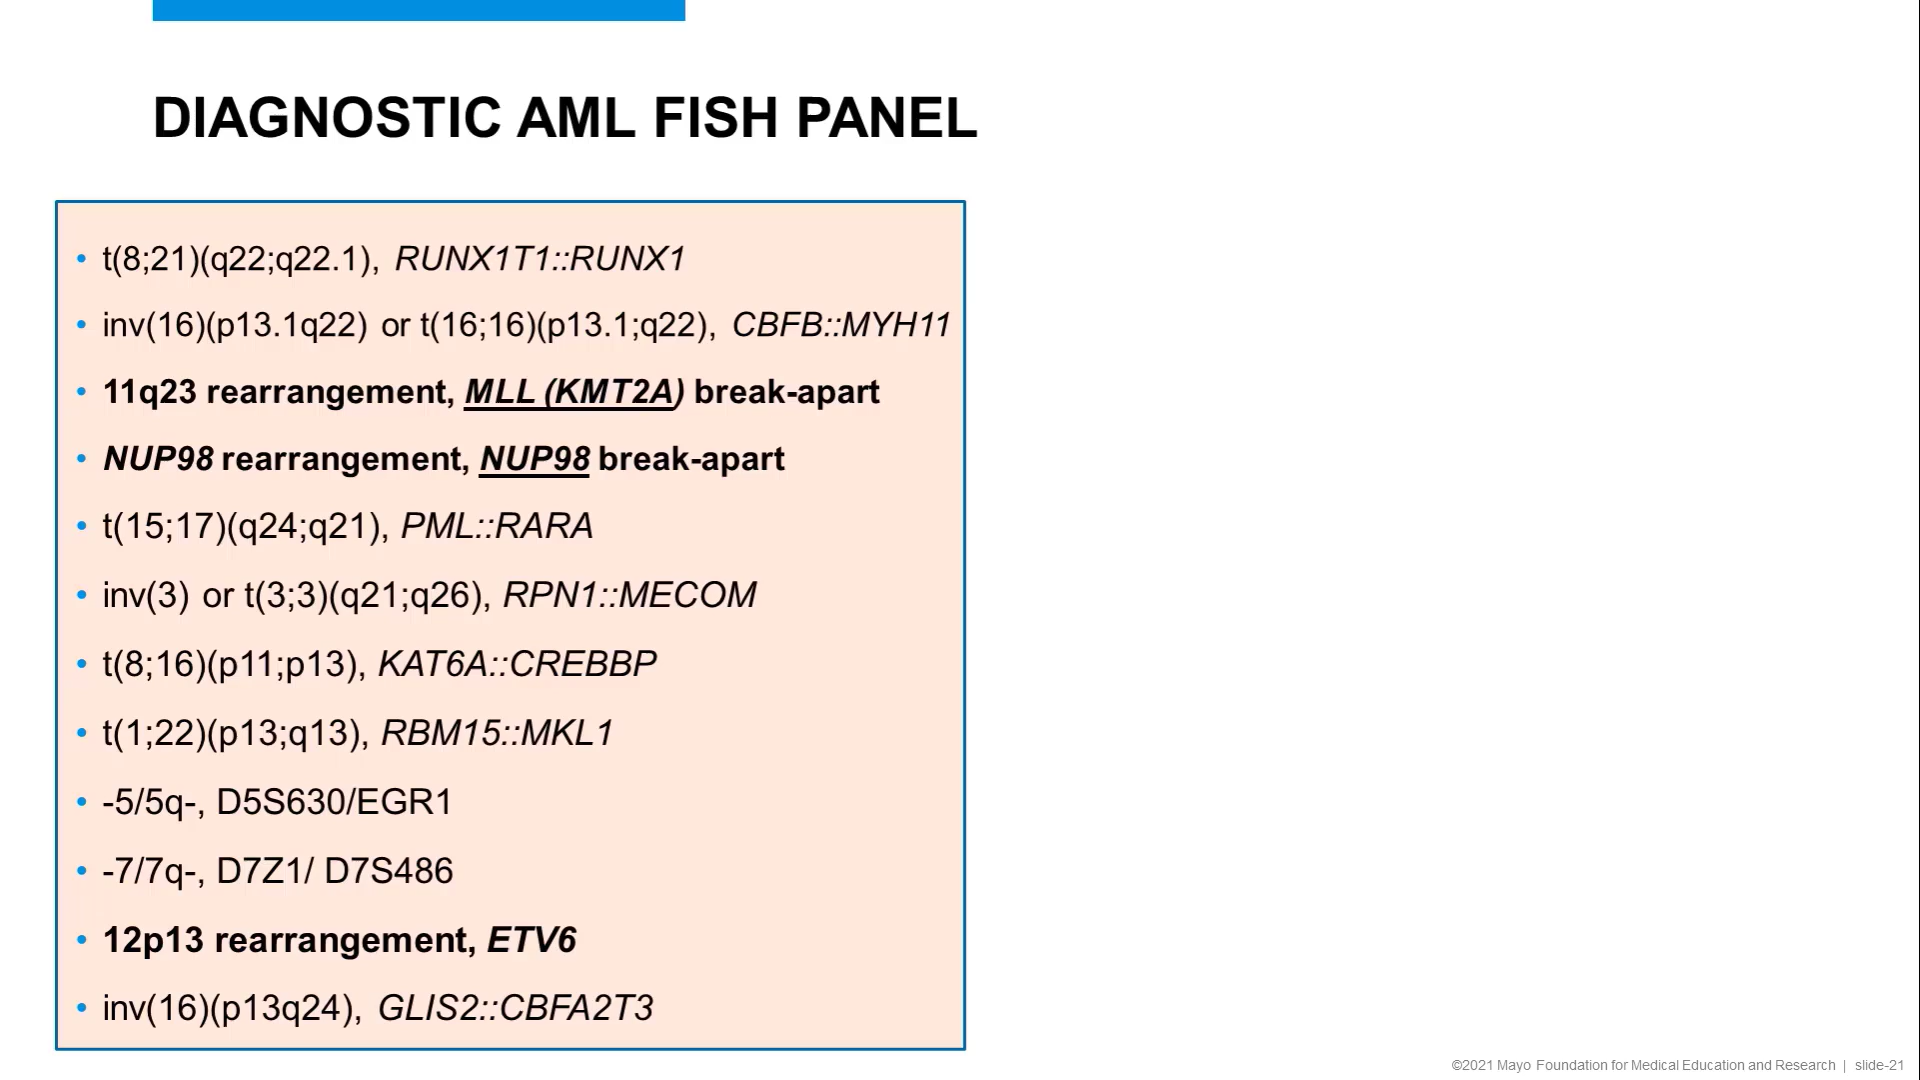 DIAGNOSTIC AML FISH PANEL
• t(8;21)(q22;q22.1), RUNX1T1::RUNX1
• inv(16)(p13.1q22) or t(16;16)(p13.1;q22), CBFB::MYH11
• 11q23 rearrangement, MLL (KMT2A) break-apart
• NUP98 rearrangement, NUP98 break-apart
• t(15;17)(q24;q21), PML::RARA
• inv(3) or t(3;3)(q21;q26), RPN1::MECOM
• t(8;16)(p11;p13), KAT6A::CREBBP
• t(1;22)(p13;q13), RBM15::MKL1
• -5/5q-, D5S630/EGR1
• -7/7q-, D7Z1/ D7S486
• 12p13 rearrangement, ETV6
• inv(16)(p13q24), GLIS2::CBFA2T3
©2021 Mayo Foundation for Medical Education and Research | slide-21